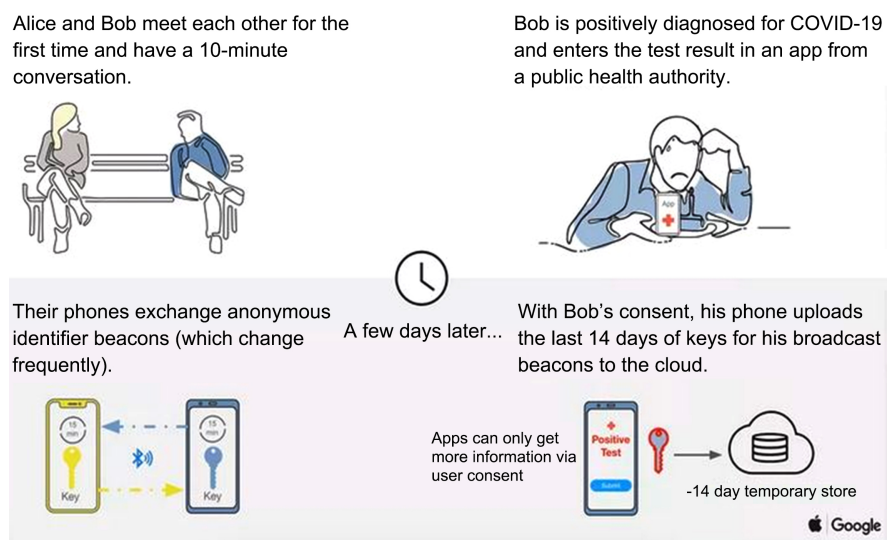 Alice and Bob meet each other for the
first time and have a 10-minute
conversation.
Bob is positively diagnosed for COVID-19
and enters the test result in an app from
a public health authority.
App
Their phones exchange anonymous
identifier beacons (which change
frequently).
15
min
Key
15
min
Key
A few days later...
With Bob's consent, his phone uploads
the last 14 days of keys for his broadcast
beacons to the cloud.
Apps can only get
more information via
user consent
Positive
Test
Submit
-14 day temporary store
Google